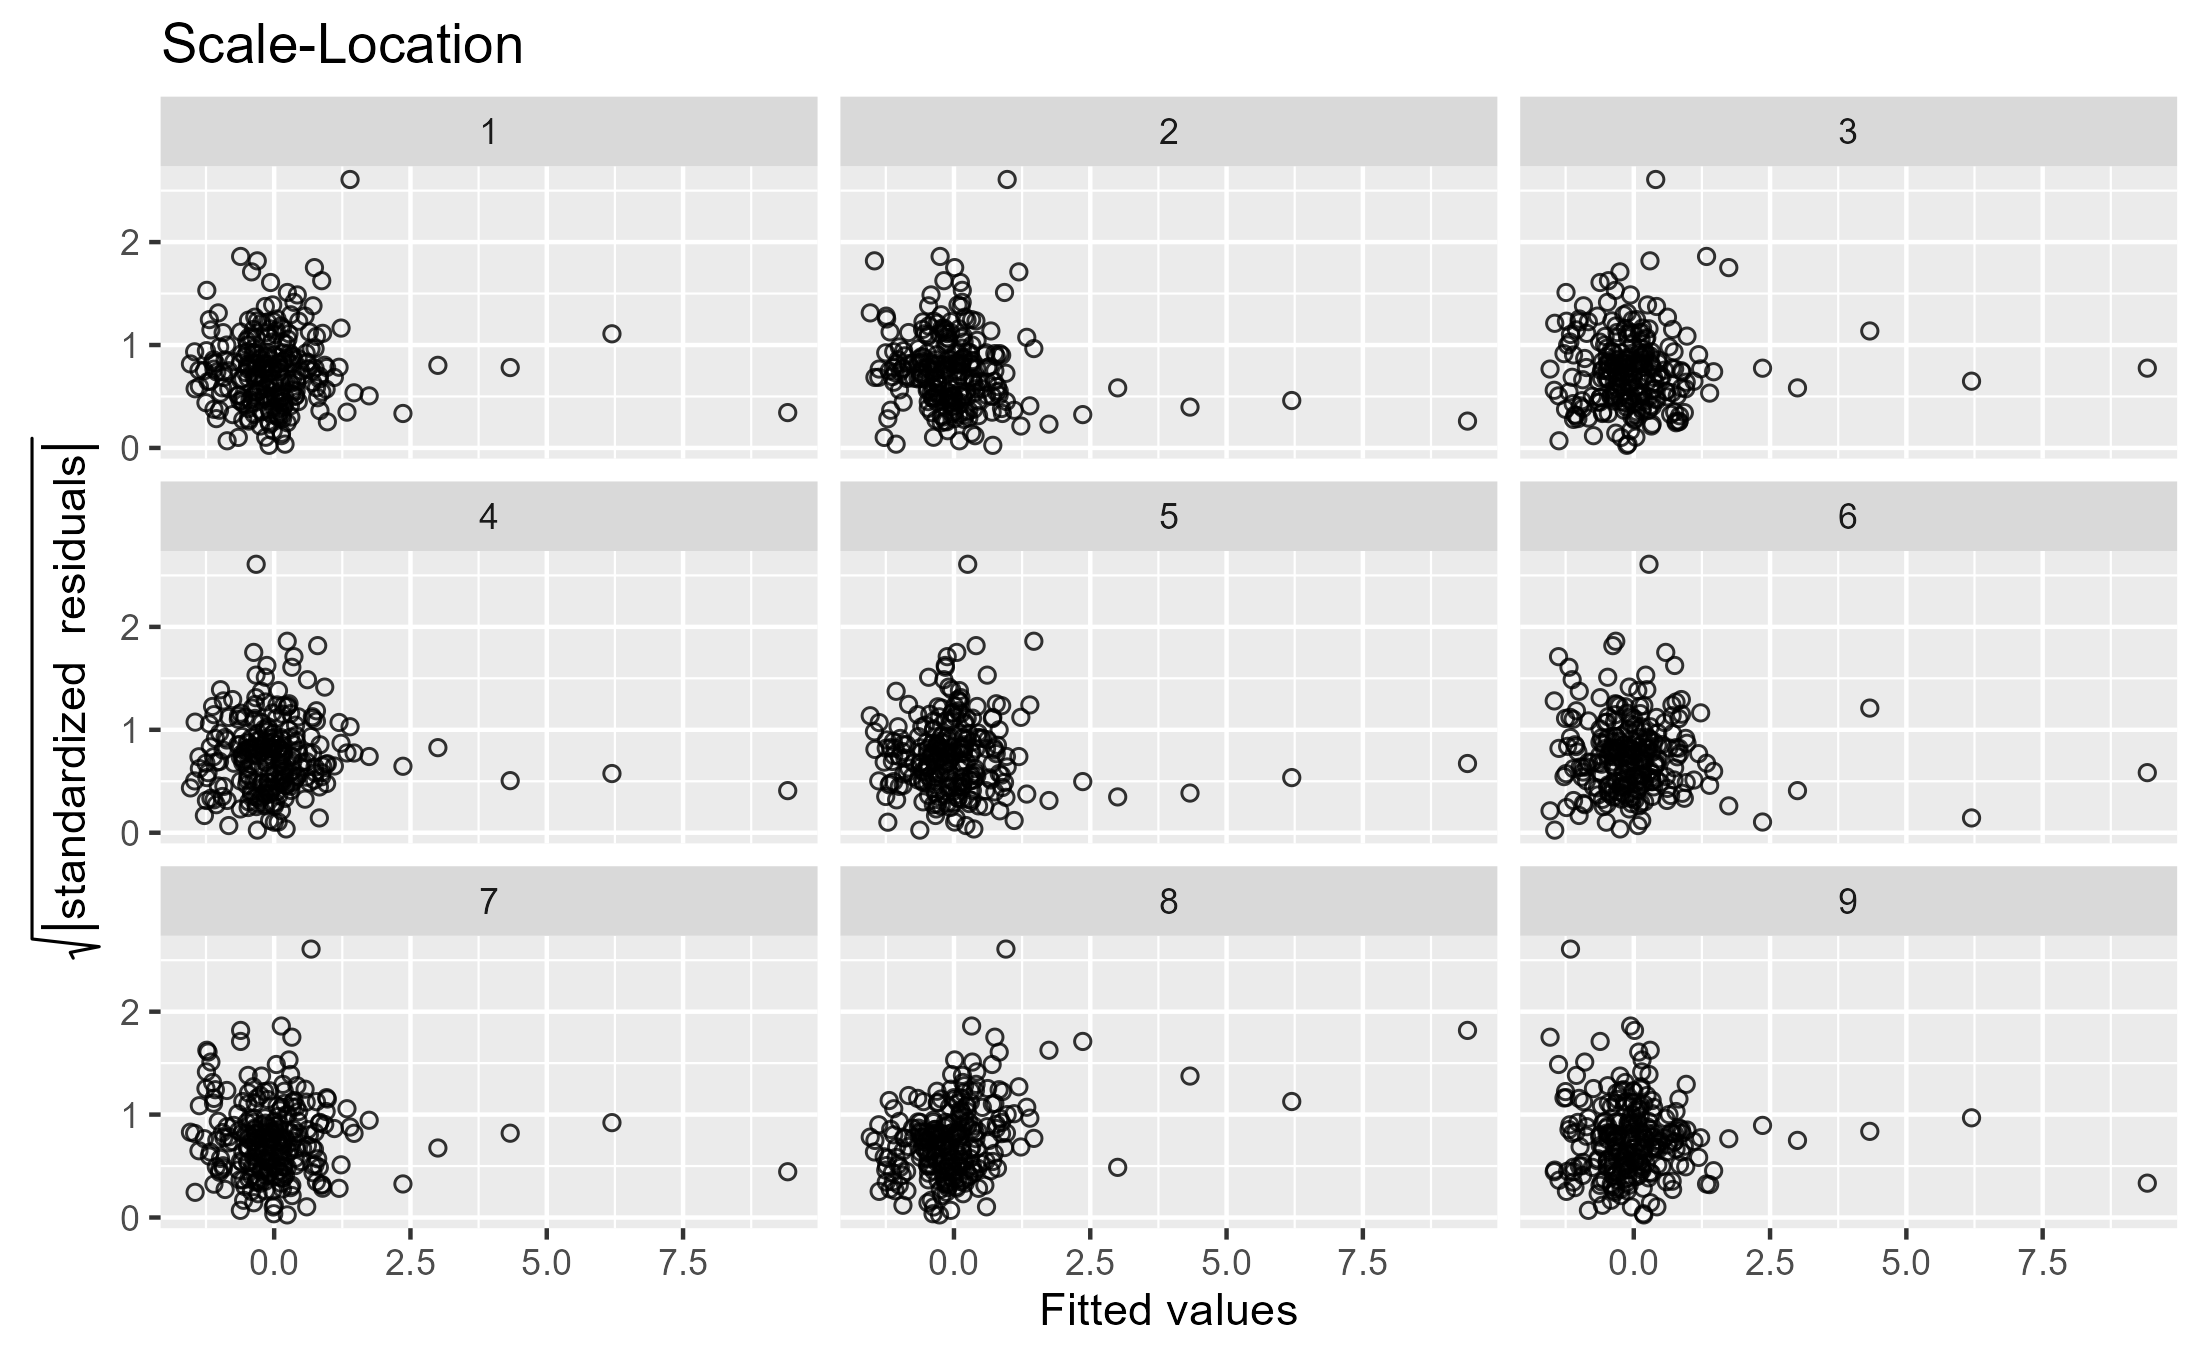 Scale-Location
1 2 3
2
1
0
4 5 6
2
1
0
7 8 9
2
1
0
0.0 2.5 5.0 7.5 0.0 2.5 5.0 7.5 0.0 2.5 5.0 7.5
Fitted values
√|standardized residuals|